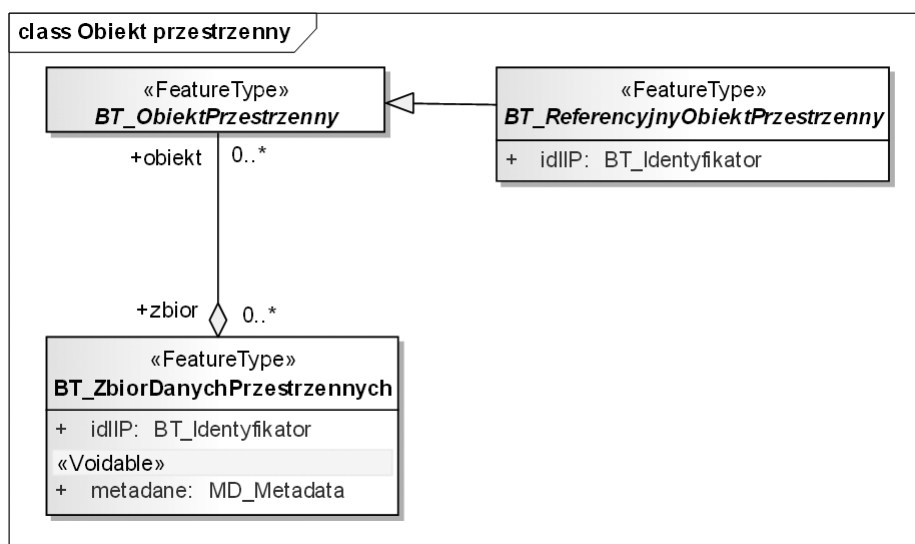 class Obiekt przestrzenny
«FeatureType»
BT_ObiektPrzestrzenny
«FeatureType»
BT_ReferencyjnyObiektPrzestrzenny
+ idIIP: BT_Identyfikator
+obiekt 0..*
+zbior 0..*
«FeatureType»
BT_ZbiorDanychPrzestrzennych
+ idIIP: BT_Identyfikator
«Voidable»
+ metadane: MD_Metadata